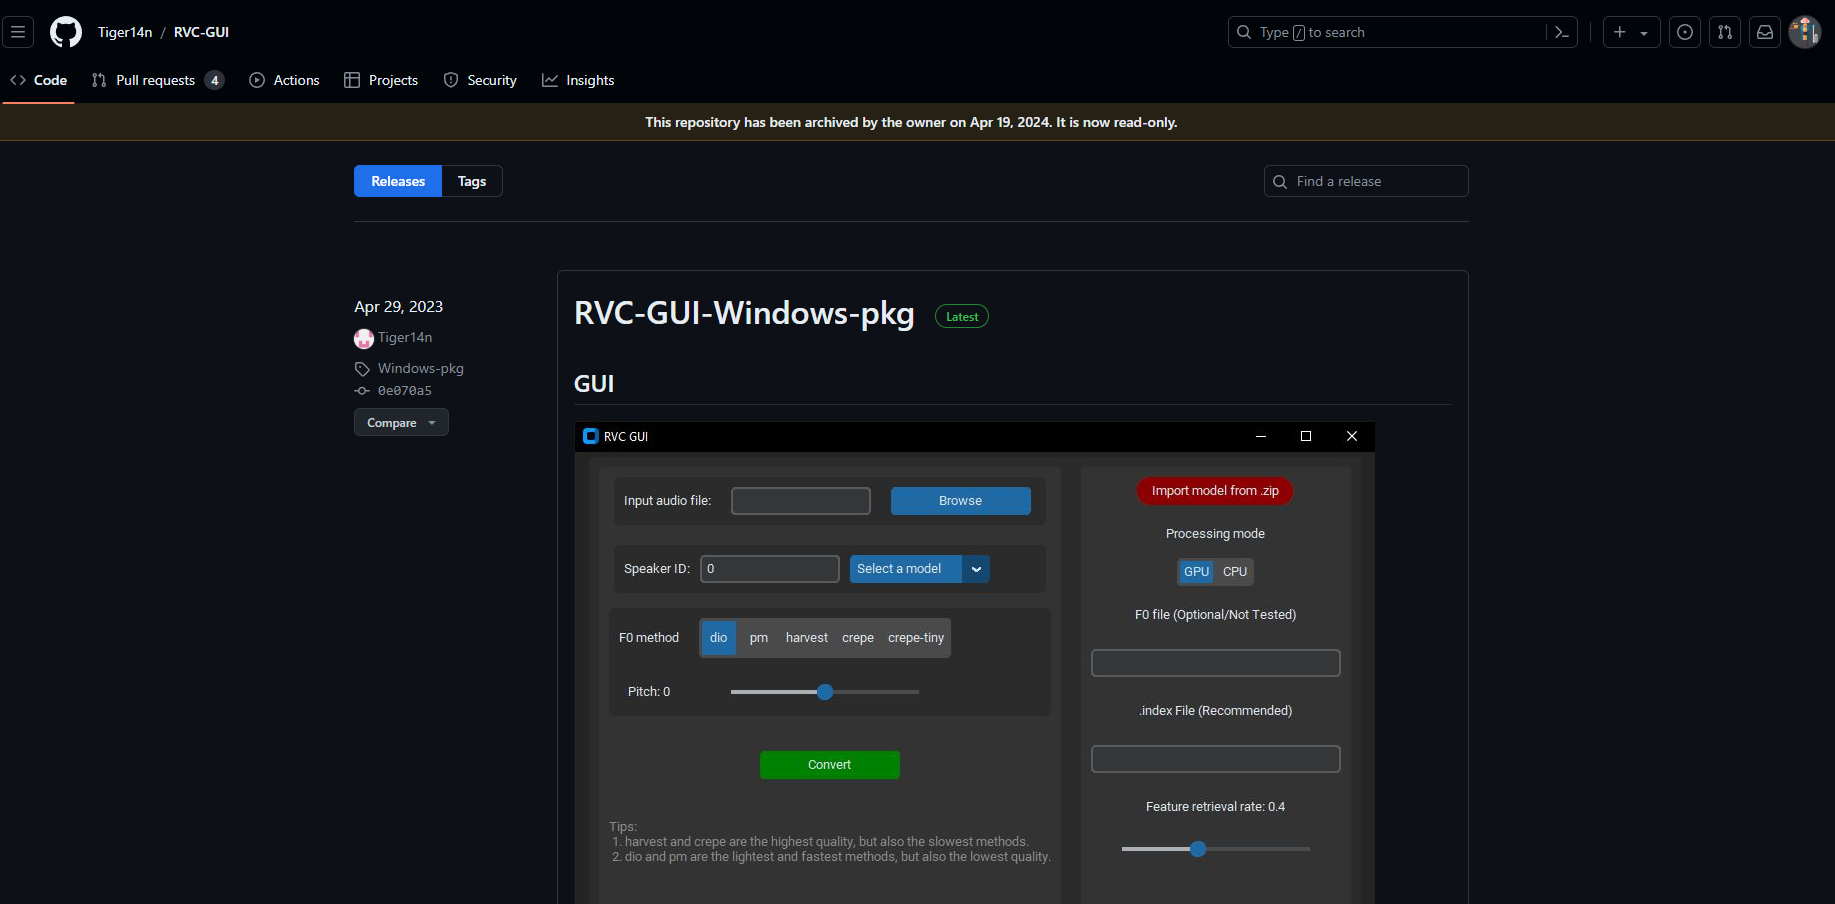 Tiger14n / RVC-GUI
Type / to search
Code
Pull requests 4
Actions
Projects
Security
Insights
This repository has been archived by the owner on Apr 19, 2024. It is now read-only.
Releases
Tags
Find a release
Apr 29, 2023
Tiger14n
Windows-pkg
0e070a5
Compare
RVC-GUI-Windows-pkg
Latest
GUI
RVC GUI
Input audio file:
Browse
Speaker ID:
0
Select a model
F0 method
dio
pm
harvest
crepe
crepe-tiny
Pitch: 0
Convert
Tips:
1. harvest and crepe are the highest quality, but also the slowest methods.
2. dio and pm are the lightest and fastest methods, but also the lowest quality.
Import model from .zip
Processing mode
GPU
CPU
F0 file (Optional/Not Tested)
.index File (Recommended)
Feature retrieval rate: 0.4